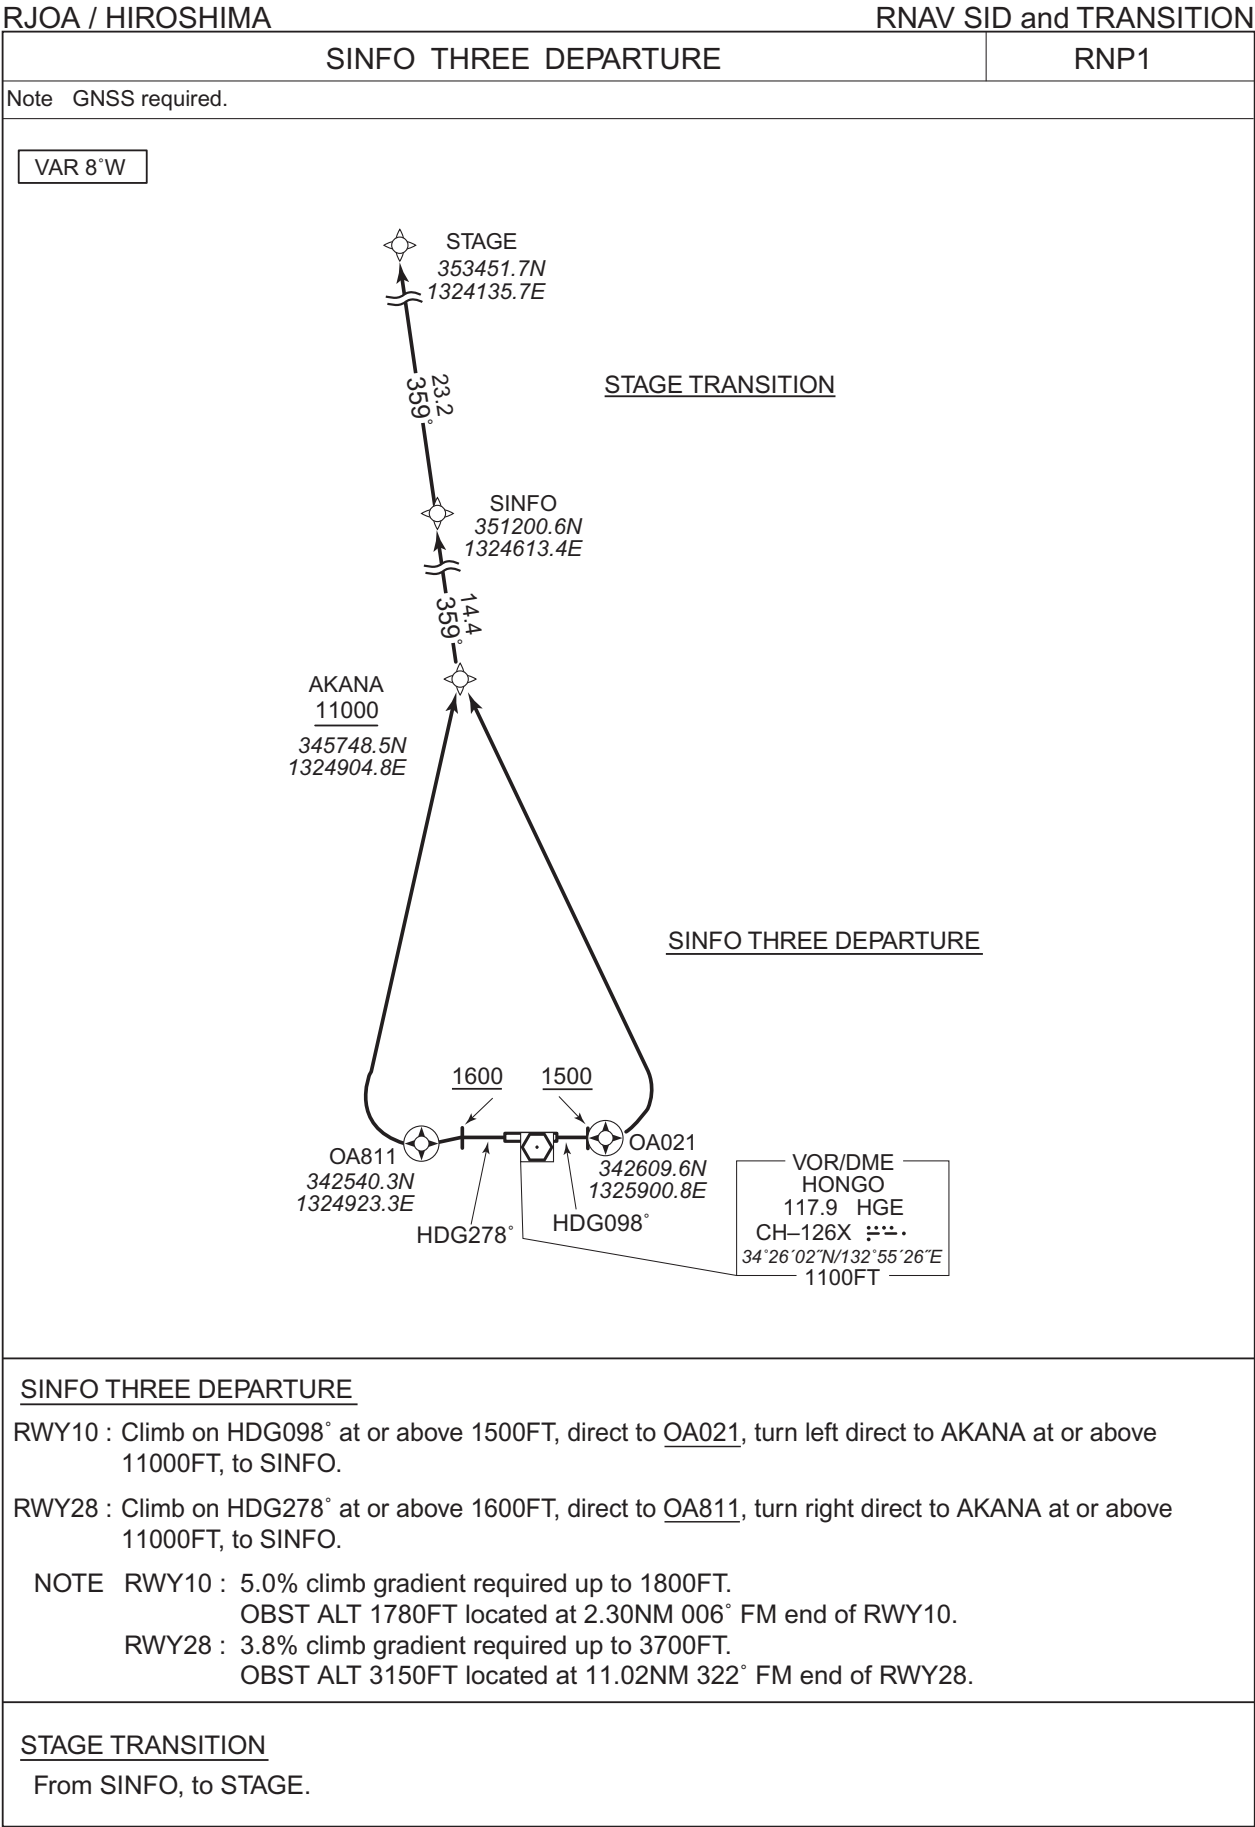 RJOA / HIROSHIMA
RNAV SID and TRANSITION
SINFO THREE DEPARTURE
RNP1
Note GNSS required.
VAR 8˚W
STAGE
353451.7N
1324135.7E
23.2
359˚
STAGE TRANSITION
SINFO
351200.6N
1324613.4E
14.4
359˚
AKANA
11000
345748.5N
1324904.8E
SINFO THREE DEPARTURE
1600
1500
OA811
342540.3N
1324923.3E
OA021
342609.6N
1325900.8E
HDG278˚
HDG098˚
VOR/DME
HONGO
117.9 HGE
CH–126X
34˚26´02˝N/132˚55´26˝E
1100FT
SINFO THREE DEPARTURE
RWY10 : Climb on HDG098˚ at or above 1500FT, direct to OA021, turn left direct to AKANA at or above
11000FT, to SINFO.
RWY28 : Climb on HDG278˚ at or above 1600FT, direct to OA811, turn right direct to AKANA at or above
11000FT, to SINFO.
NOTE RWY10 : 5.0% climb gradient required up to 1800FT.
OBST ALT 1780FT located at 2.30NM 006˚ FM end of RWY10.
RWY28 : 3.8% climb gradient required up to 3700FT.
OBST ALT 3150FT located at 11.02NM 322˚ FM end of RWY28.
STAGE TRANSITION
From SINFO, to STAGE.